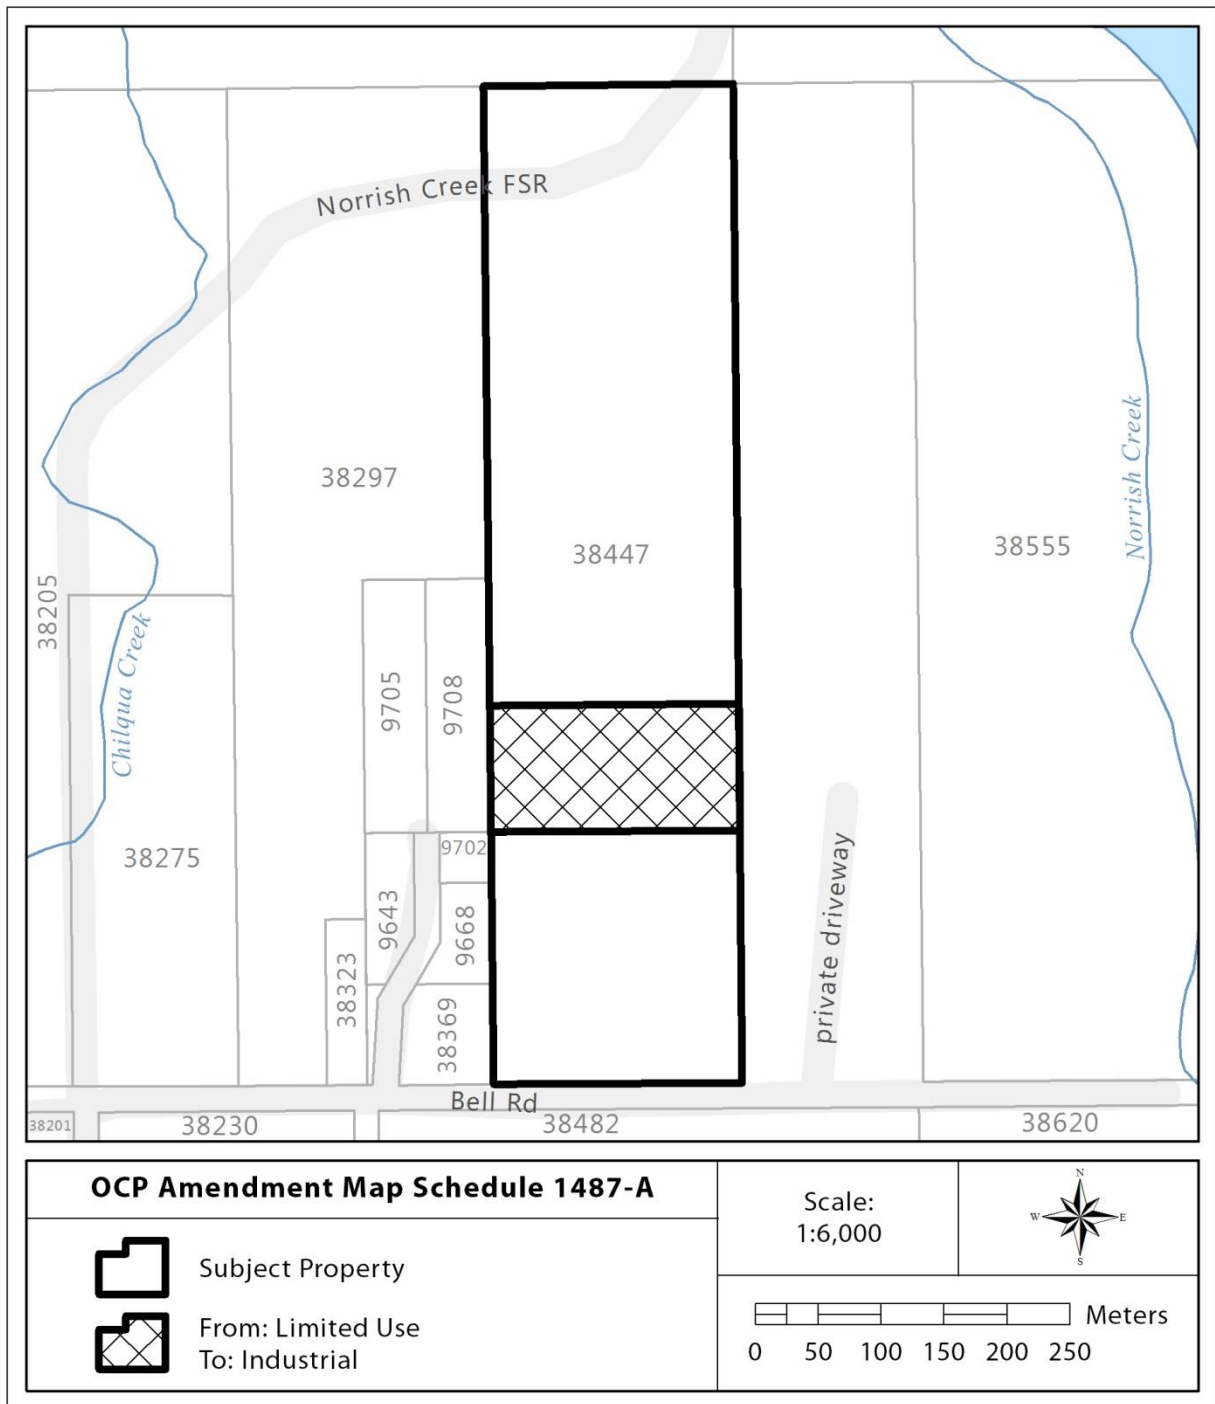 Norrish Creek FSR
38297
38447
38555
Norrish Creek
38205
Chilqua Creek
9705
9708
38275
9702
9643
9668
38323
38369
private driveway
Bell Rd
38201
38230
38482
38620
OCP Amendment Map Schedule 1487-A
Subject Property
From: Limited Use
To: Industrial
Scale:
1:6,000
N
W
E
S
Meters
0 50 100 150 200 250